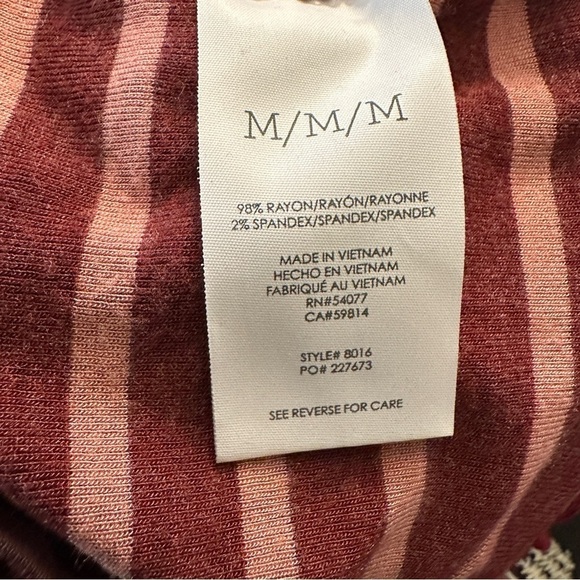 M/M/M
98% RAYON/RAYÓN/RAYONNE
2% SPANDEX/SPANDEX/SPANDEX
MADE IN VIETNAM
HECHO EN VIETNAM
FABRIQUÉ AU VIETNAM
RN#54077
CA#59814
STYLE# 8016
PO# 227673
SEE REVERSE FOR CARE